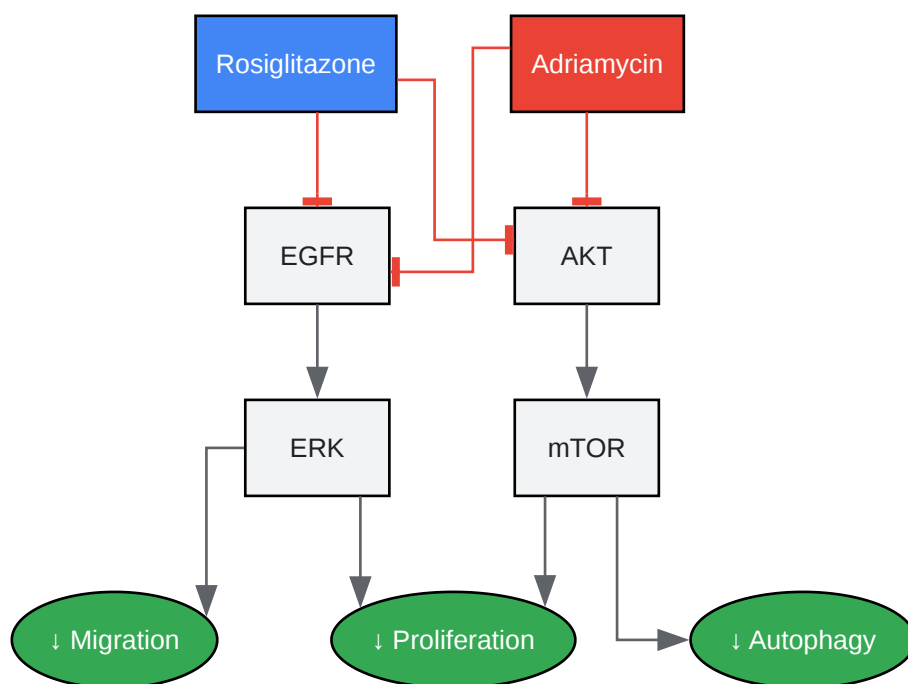 Rosiglitazone
Adriamycin
EGFR
AKT
ERK
mTOR
↓ Migration
↓ Proliferation
↓ Autophagy